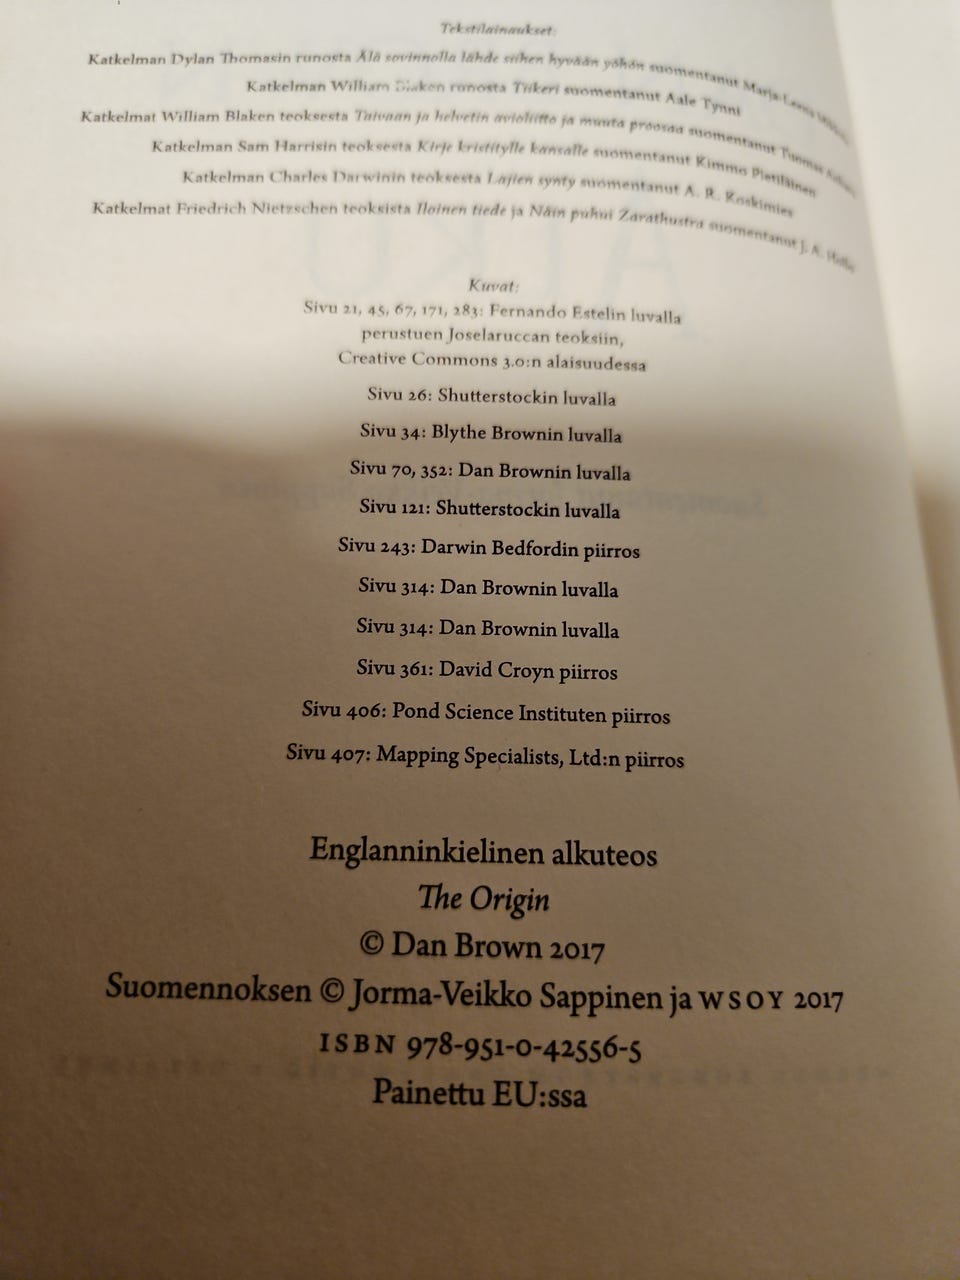 Tekstilainaukset:
Katkelman Dylan Thomasin runosta Älä sovinnolla lähde siihen hyvään yöhön suomentanut Marja-Leena
Katkelman William Blaken runosta Tiikeri suomentanut Aale Tynni
Katkelmat William Blaken teoksesta Taivaan ja helvetin avioliitto ja muuta proosaa suomentanut Tuomas
Katkelman Sam Harrisin teoksesta Kirje kristitylle kansalle suomentanut Kimmo Pietiläinen
Katkelman Charles Darwinin teoksesta Lajien synty suomentanut A. R. Koskimies
Katkelmat Friedrich Nietzschen teoksista Iloinen tiede ja Näin puhui Zarathustra suomentanut J. A. Hollo
Kuvat:
Sivu 21, 45, 67, 171, 283: Fernando Estelin luvalla
perustuen Joselaruccan teoksiin,
Creative Commons 3.0:n alaisuudessa
Sivu 26: Shutterstockin luvalla
Sivu 34: Blythe Brownin luvalla
Sivu 70, 352: Dan Brownin luvalla
Sivu 121: Shutterstockin luvalla
Sivu 243: Darwin Bedfordin piirros
Sivu 314: Dan Brownin luvalla
Sivu 314: Dan Brownin luvalla
Sivu 361: David Croyn piirros
Sivu 406: Pond Science Instituten piirros
Sivu 407: Mapping Specialists, Ltd:n piirros
Englanninkielinen alkuteos
The Origin
© Dan Brown 2017
Suomennoksen © Jorma-Veikko Sappinen ja WSOY 2017
ISBN 978-951-0-42556-5
Painettu EU:ssa